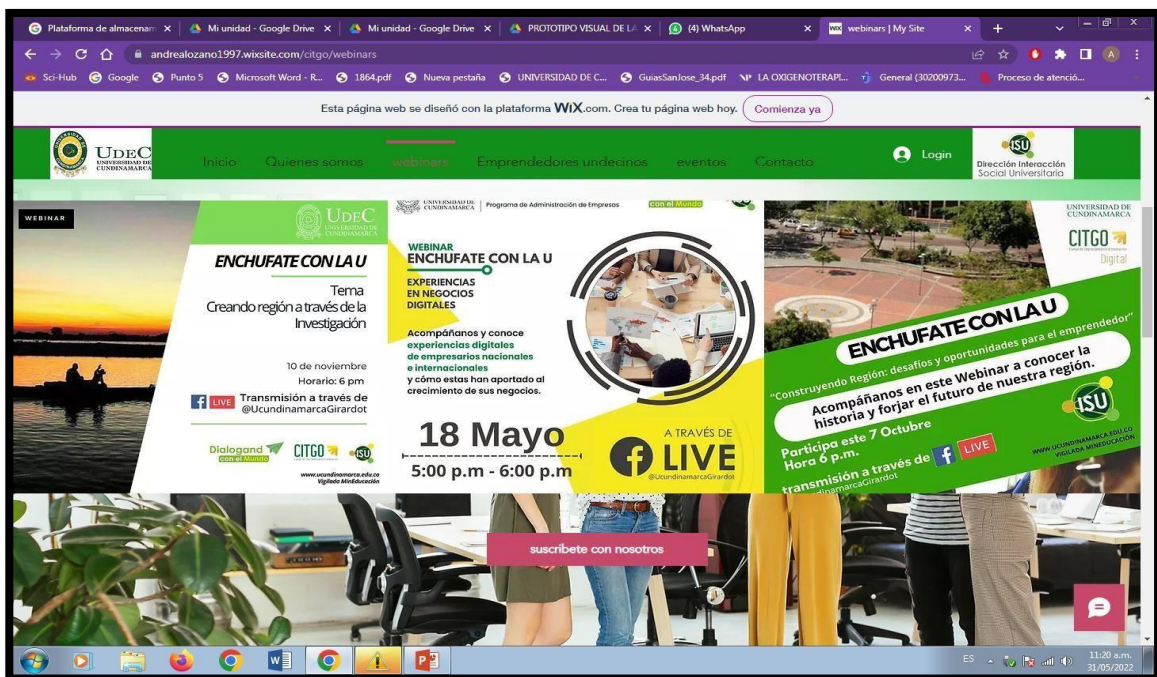 Plataforma de almacenam
Mi unidad - Google Drive
Mi unidad - Google Drive
PROTOTIPO VISUAL DE LA
(4) WhatsApp
WiX webinars | My Site
andrealozano1997.wixsite.com/citgo/webinars
A
Sci-Hub
Google
Punto 5
Microsoft Word - R...
1864.pdf
Nueva pestaña
UNIVERSIDAD DE C...
GuiasSanJose_34.pdf
LA OXIGENOTERAPI...
General (30200973...
Proceso de atenció...
Esta página web se diseñó con la plataforma WiX.com. Crea tu página web hoy.
Comienza ya
UDEC
UNIVERSIDAD DE
CUNDINAMARCA
Inicio
Quienes somos
webinars
Emprendedores undecinos
eventos
Contacto
Login
ISU
Dirección Interacción
Social Universitaria
WEBINAR
UDEC
UNIVERSIDAD DE
CUNDINAMARCA
ENCHUFATE CON LA U
Tema
Creando región a través de la
Investigación
10 de noviembre
Horario: 6 pm
f LIVE Transmisión a través de
@UcundinamarcaGirardot
Dialogand
con el Mundo
CITGO
ISU
www.ucundinamarca.edu.co
Vigilada MinEducación
UNIVERSIDAD DE
CUNDINAMARCA
Programa de Administración de Empresas
con el Mundo
WEBINAR
ENCHUFATE CON LA U
EXPERIENCIAS
EN NEGOCIOS
DIGITALES
Acompáñanos y conoce
experiencias digitales
de empresarios nacionales
e internacionales
y cómo estas han aportado al
crecimiento de sus negocios.
18 Mayo
5:00 p.m - 6:00 p.m
A TRAVÉS DE
f LIVE
@UcundinamarcaGirardot
UNIVERSIDAD DE
CUNDINAMARCA
CITGO
Digital
ENCHUFATE CON LA U
"Construyendo Región: desafíos y oportunidades para el emprendedor"
Acompáñanos en este Webinar a conocer la
historia y forjar el futuro de nuestra región.
Participa este 7 Octubre
Hora 6 p.m.
transmisión a través de f LIVE
dinamarcaGirardot
ISU
WWW.UCUNDINAMARCA.EDU.CO
VIGILADA MINEDUCACIÓN
suscribete con nosotros
ES
11:20 a.m.
31/05/2022